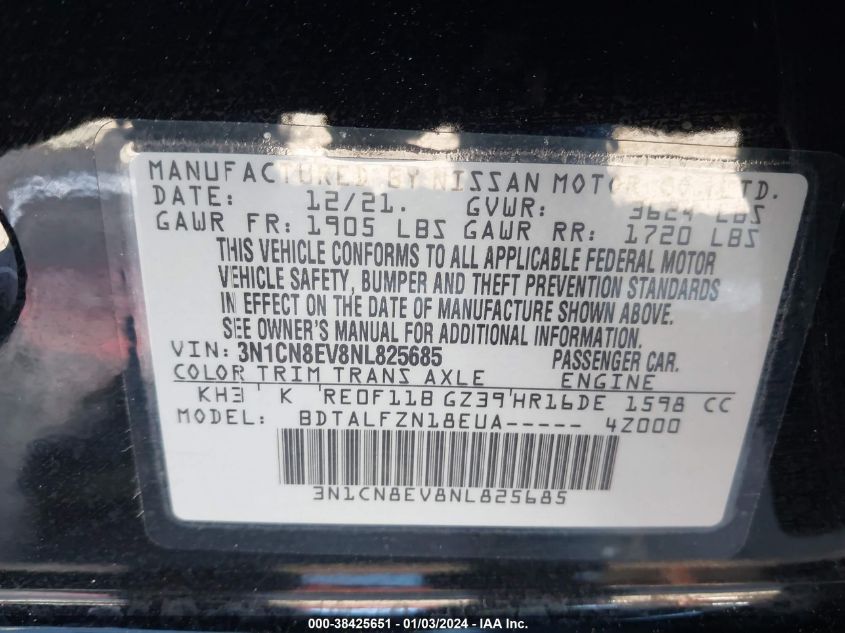 MANUFACTURED BY NISSAN MOTOR CO.,LTD.
DATE: 12/21. GVWR: 3624 LBS
GAWR FR: 1905 LBS GAWR RR: 1720 LBS
THIS VEHICLE CONFORMS TO ALL APPLICABLE FEDERAL MOTOR
VEHICLE SAFETY, BUMPER AND THEFT PREVENTION STANDARDS
IN EFFECT ON THE DATE OF MANUFACTURE SHOWN ABOVE.
SEE OWNER'S MANUAL FOR ADDITIONAL INFORMATION.
VIN: 3N1CN8EV8NL825685 PASSENGER CAR.
COLOR TRIM TRANS AXLE ENGINE
KH3 K RE0F11B GZ39 HR16DE 1598 CC
MODEL: BDTALFZN18EUA----- 4Z000
3N1CN8EV8NL825685
000-38425651 - 01/03/2024 - IAA Inc.